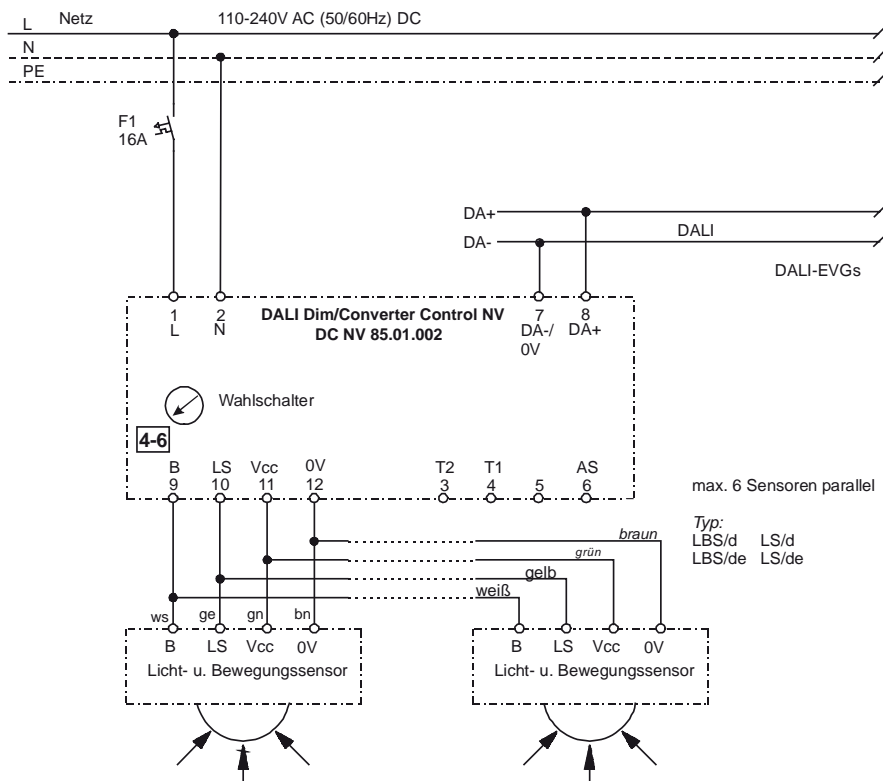 L Netz 110-240V AC (50/60Hz) DC
N
PE
F1
16A
DA+
DA- DALI
DALI-EVGs
1 2 DALI Dim/Converter Control NV 7 8
L N DC NV 85.01.002 DA-/ DA+
0V
Wahlschalter
4-6
B LS Vcc 0V T2 T1 AS
9 10 11 12 3 4 5 6
max. 6 Sensoren parallel
Typ:
LBS/d LS/d
LBS/de LS/de
braun
grün
gelb
weiß
ws ge gn bn
B LS Vcc 0V B LS Vcc 0V
Licht- u. Bewegungssensor Licht- u. Bewegungssensor